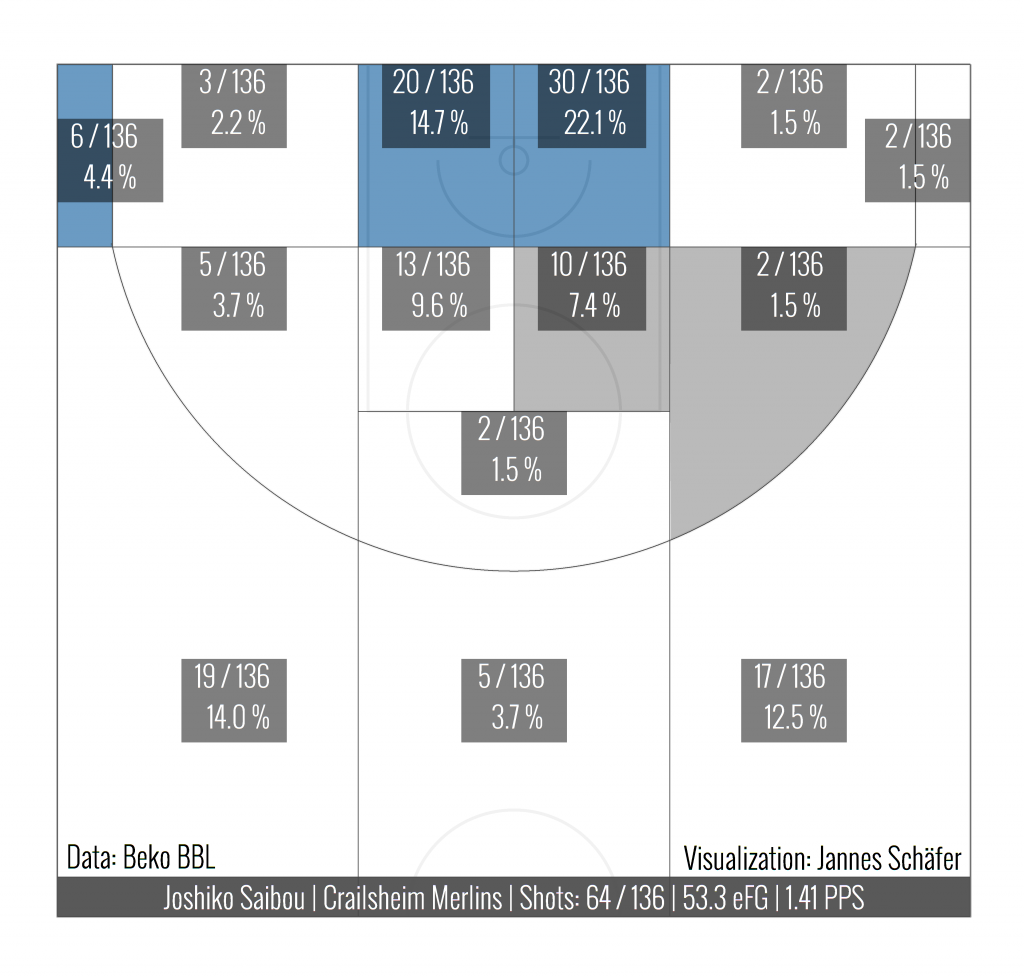 3 / 136
2.2 %
20 / 136
14.7 %
30 / 136
22.1 %
2 / 136
1.5 %
6 / 136
4.4 %
2 / 136
1.5 %
5 / 136
3.7 %
13 / 136
9.6 %
10 / 136
7.4 %
2 / 136
1.5 %
2 / 136
1.5 %
19 / 136
14.0 %
5 / 136
3.7 %
17 / 136
12.5 %
Data: Beko BBL
Visualization: Jannes Schäfer
Joshiko Saibou | Crailsheim Merlins | Shots: 64 / 136 | 53.3 eFG | 1.41 PPS